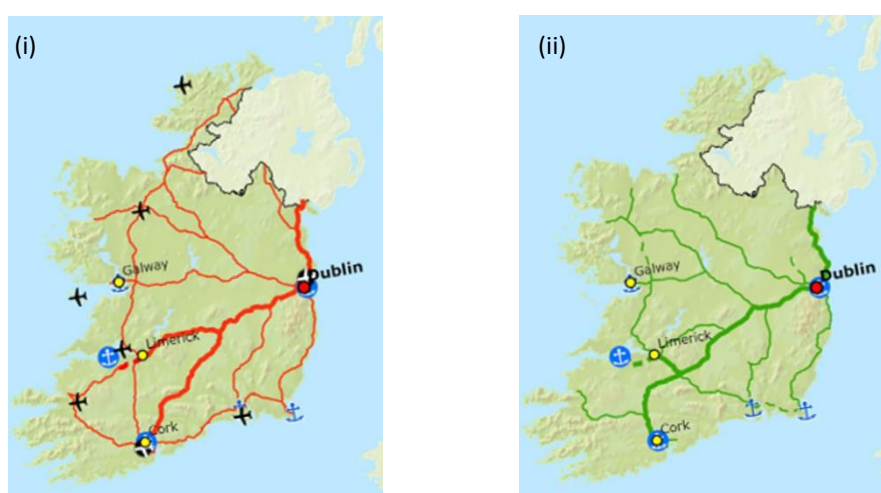 (i)
Galway
Dublin
Limerick
Cork
(ii)
Galway
Dublin
Limerick
Cork